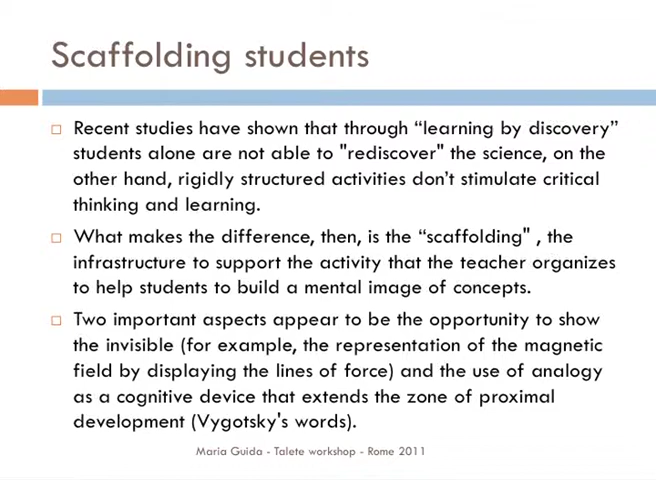 Scaffolding students
Recent studies have shown that through “learning by discovery”
students alone are not able to "rediscover" the science, on the
other hand, rigidly structured activities don’t stimulate critical
thinking and learning.
What makes the difference, then, is the “scaffolding" , the
infrastructure to support the activity that the teacher organizes
to help students to build a mental image of concepts.
Two important aspects appear to be the opportunity to show
the invisible (for example, the representation of the magnetic
field by displaying the lines of force) and the use of analogy
as a cognitive device that extends the zone of proximal
development (Vygotsky's words).
Maria Guida - Talete workshop - Rome 2011